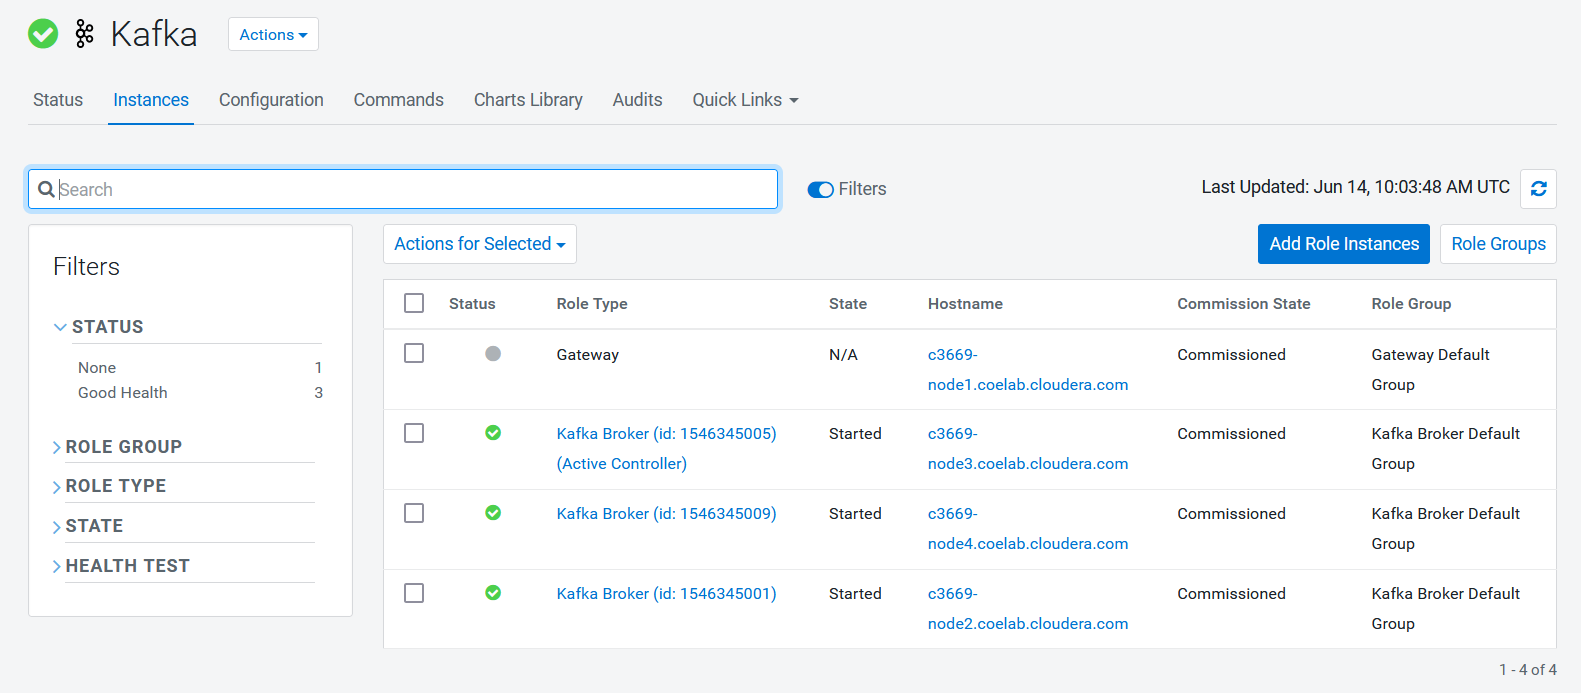 Kafka
Actions
Status Instances Configuration Commands Charts Library Audits Quick Links
Search
Filters
Last Updated: Jun 14, 10:03:48 AM UTC
Filters
STATUS
None 1
Good Health 3
ROLE GROUP
ROLE TYPE
STATE
HEALTH TEST
Actions for Selected
Add Role Instances
Role Groups
Status Role Type State Hostname Commission State Role Group
Gateway N/A c3669- Commissioned Gateway Default
node1.coelab.cloudera.com Group
Kafka Broker (id: 1546345005) Started c3669- Commissioned Kafka Broker Default
(Active Controller) node3.coelab.cloudera.com Group
Kafka Broker (id: 1546345009) Started c3669- Commissioned Kafka Broker Default
node4.coelab.cloudera.com Group
Kafka Broker (id: 1546345001) Started c3669- Commissioned Kafka Broker Default
node2.coelab.cloudera.com Group
1 - 4 of 4